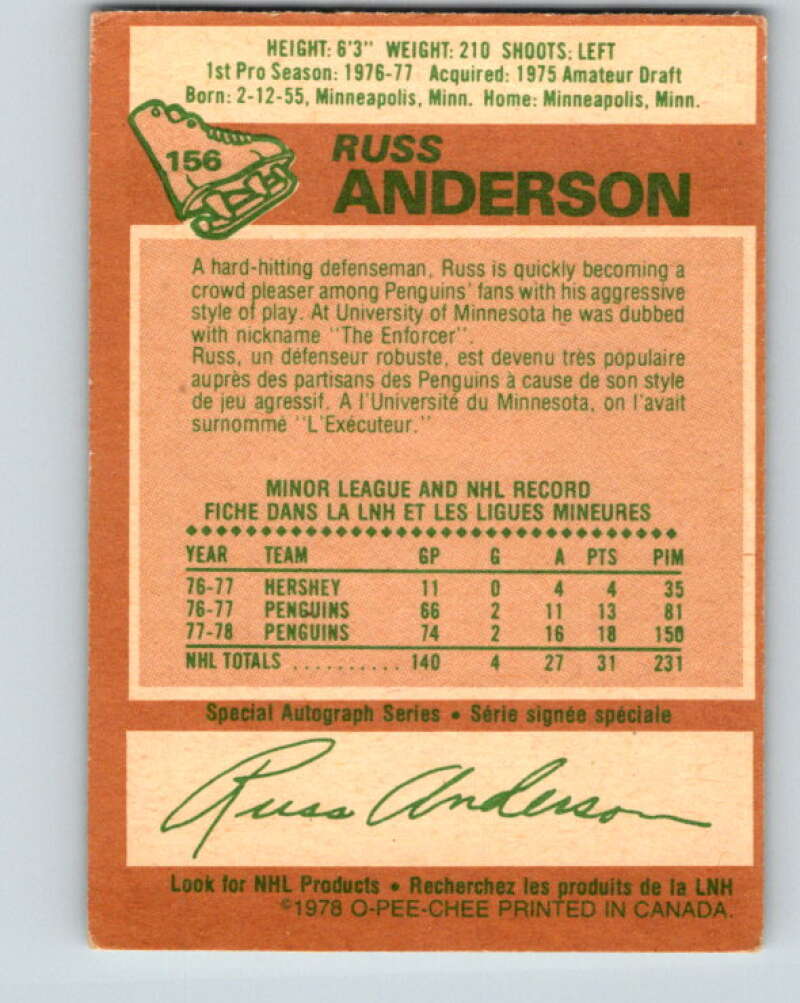 HEIGHT: 6'3" WEIGHT: 210 SHOOTS: LEFT
1st Pro Season: 1976-77 Acquired: 1975 Amateur Draft
Born: 2-12-55, Minneapolis, Minn. Home: Minneapolis, Minn.
156
RUSS
ANDERSON
A hard-hitting defenseman, Russ is quickly becoming a
crowd pleaser among Penguins' fans with his aggressive
style of play. At University of Minnesota he was dubbed
with nickname "The Enforcer".
Russ, un défenseur robuste, est devenu très populaire
auprès des partisans des Penguins à cause de son style
de jeu agressif. A l'Université du Minnesota, on l'avait
surnommé "L'Exécuteur."
MINOR LEAGUE AND NHL RECORD
FICHE DANS LA LNH ET LES LIGUES MINEURES
YEAR TEAM GP G A PTS PIM
76-77 HERSHEY 11 0 4 4 35
76-77 PENGUINS 66 2 11 13 81
77-78 PENGUINS 74 2 16 18 150
NHL TOTALS .......... 140 4 27 31 231
Special Autograph Series • Série signée spéciale
Russ Anderson
Look for NHL Products • Recherchez les produits de la LNH
©1978 O-PEE-CHEE PRINTED IN CANADA.